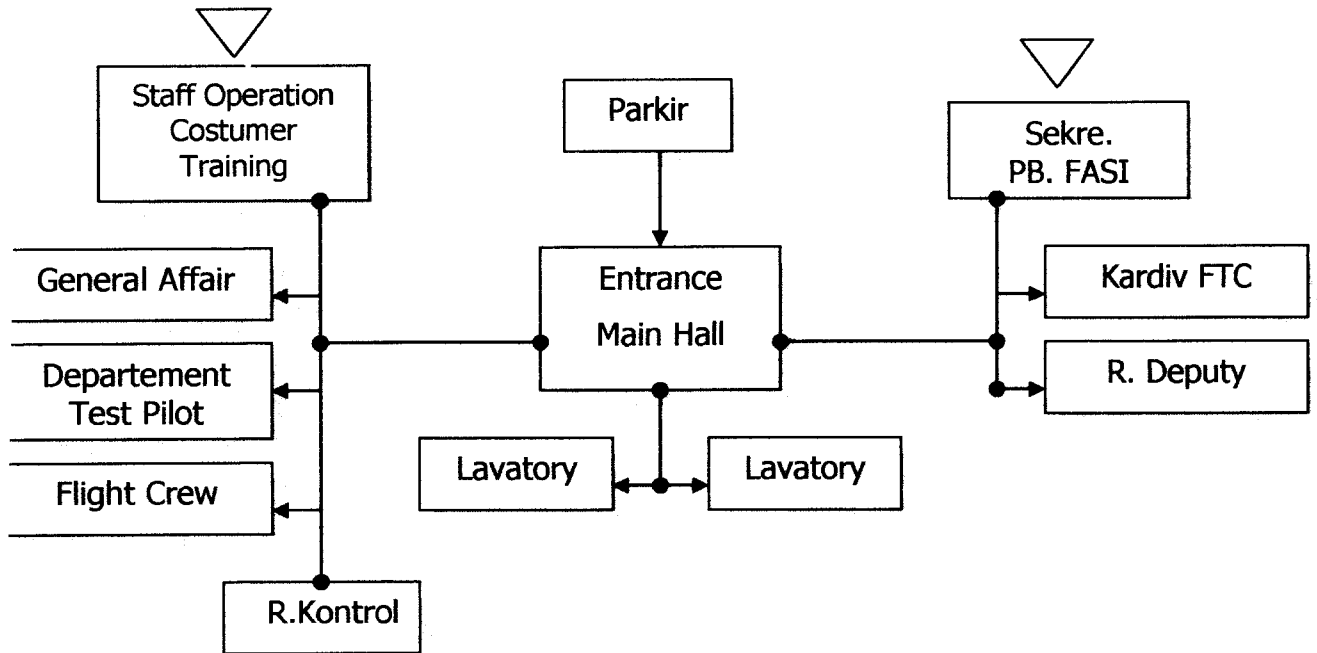 Staff Operation
Costumer
Training
Parkir
Sekre.
PB. FASI
General Affair
Entrance
Main Hall
Kardiv FTC
Departement
Test Pilot
R. Deputy
Flight Crew
Lavatory
Lavatory
R.Kontrol